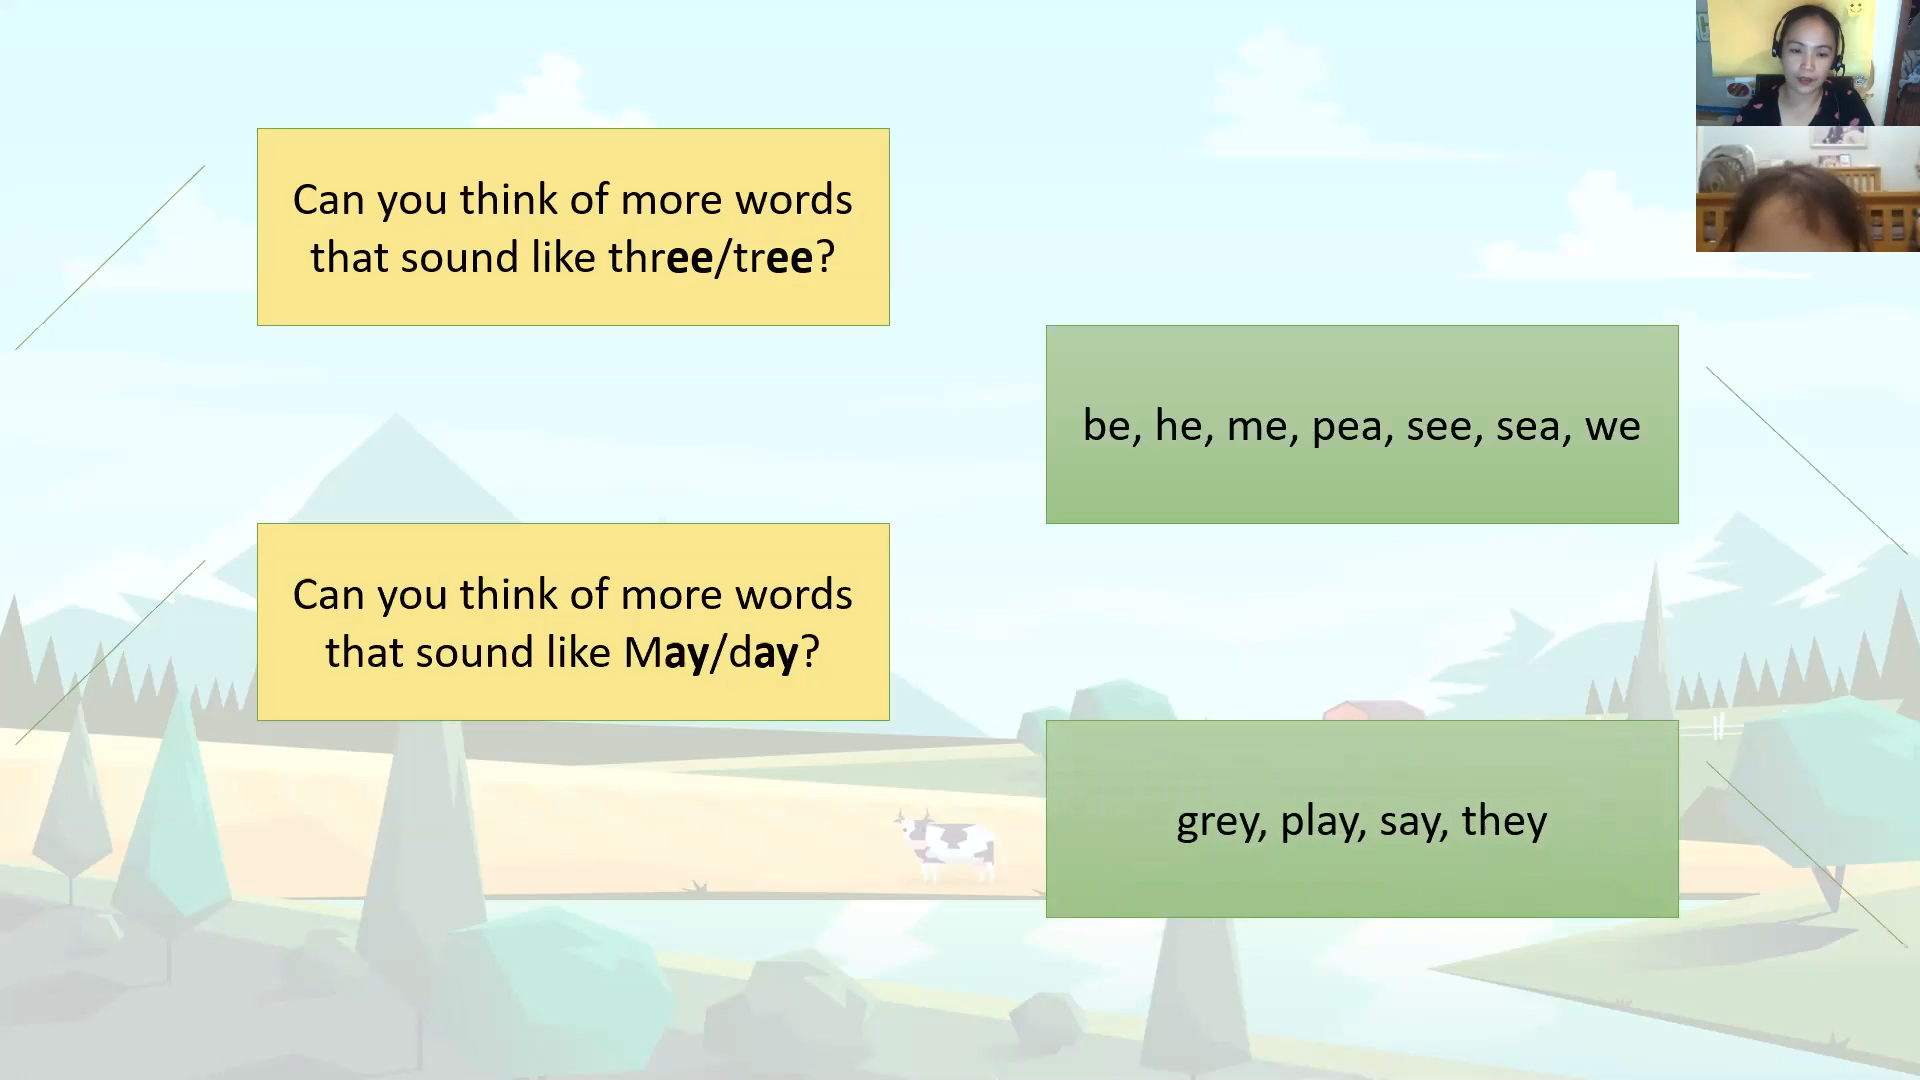 Can you think of more words
that sound like three/tree?
be, he, me, pea, see, sea, we
Can you think of more words
that sound like May/day?
grey, play, say, they